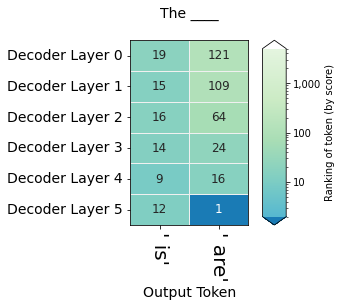 The ____
Decoder Layer 0 19 121
Decoder Layer 1 15 109
Decoder Layer 2 16 64
Decoder Layer 3 14 24
Decoder Layer 4 9 16
Decoder Layer 5 12 1
' is' ' are'
Output Token
1,000
100
10
Ranking of token (by score)